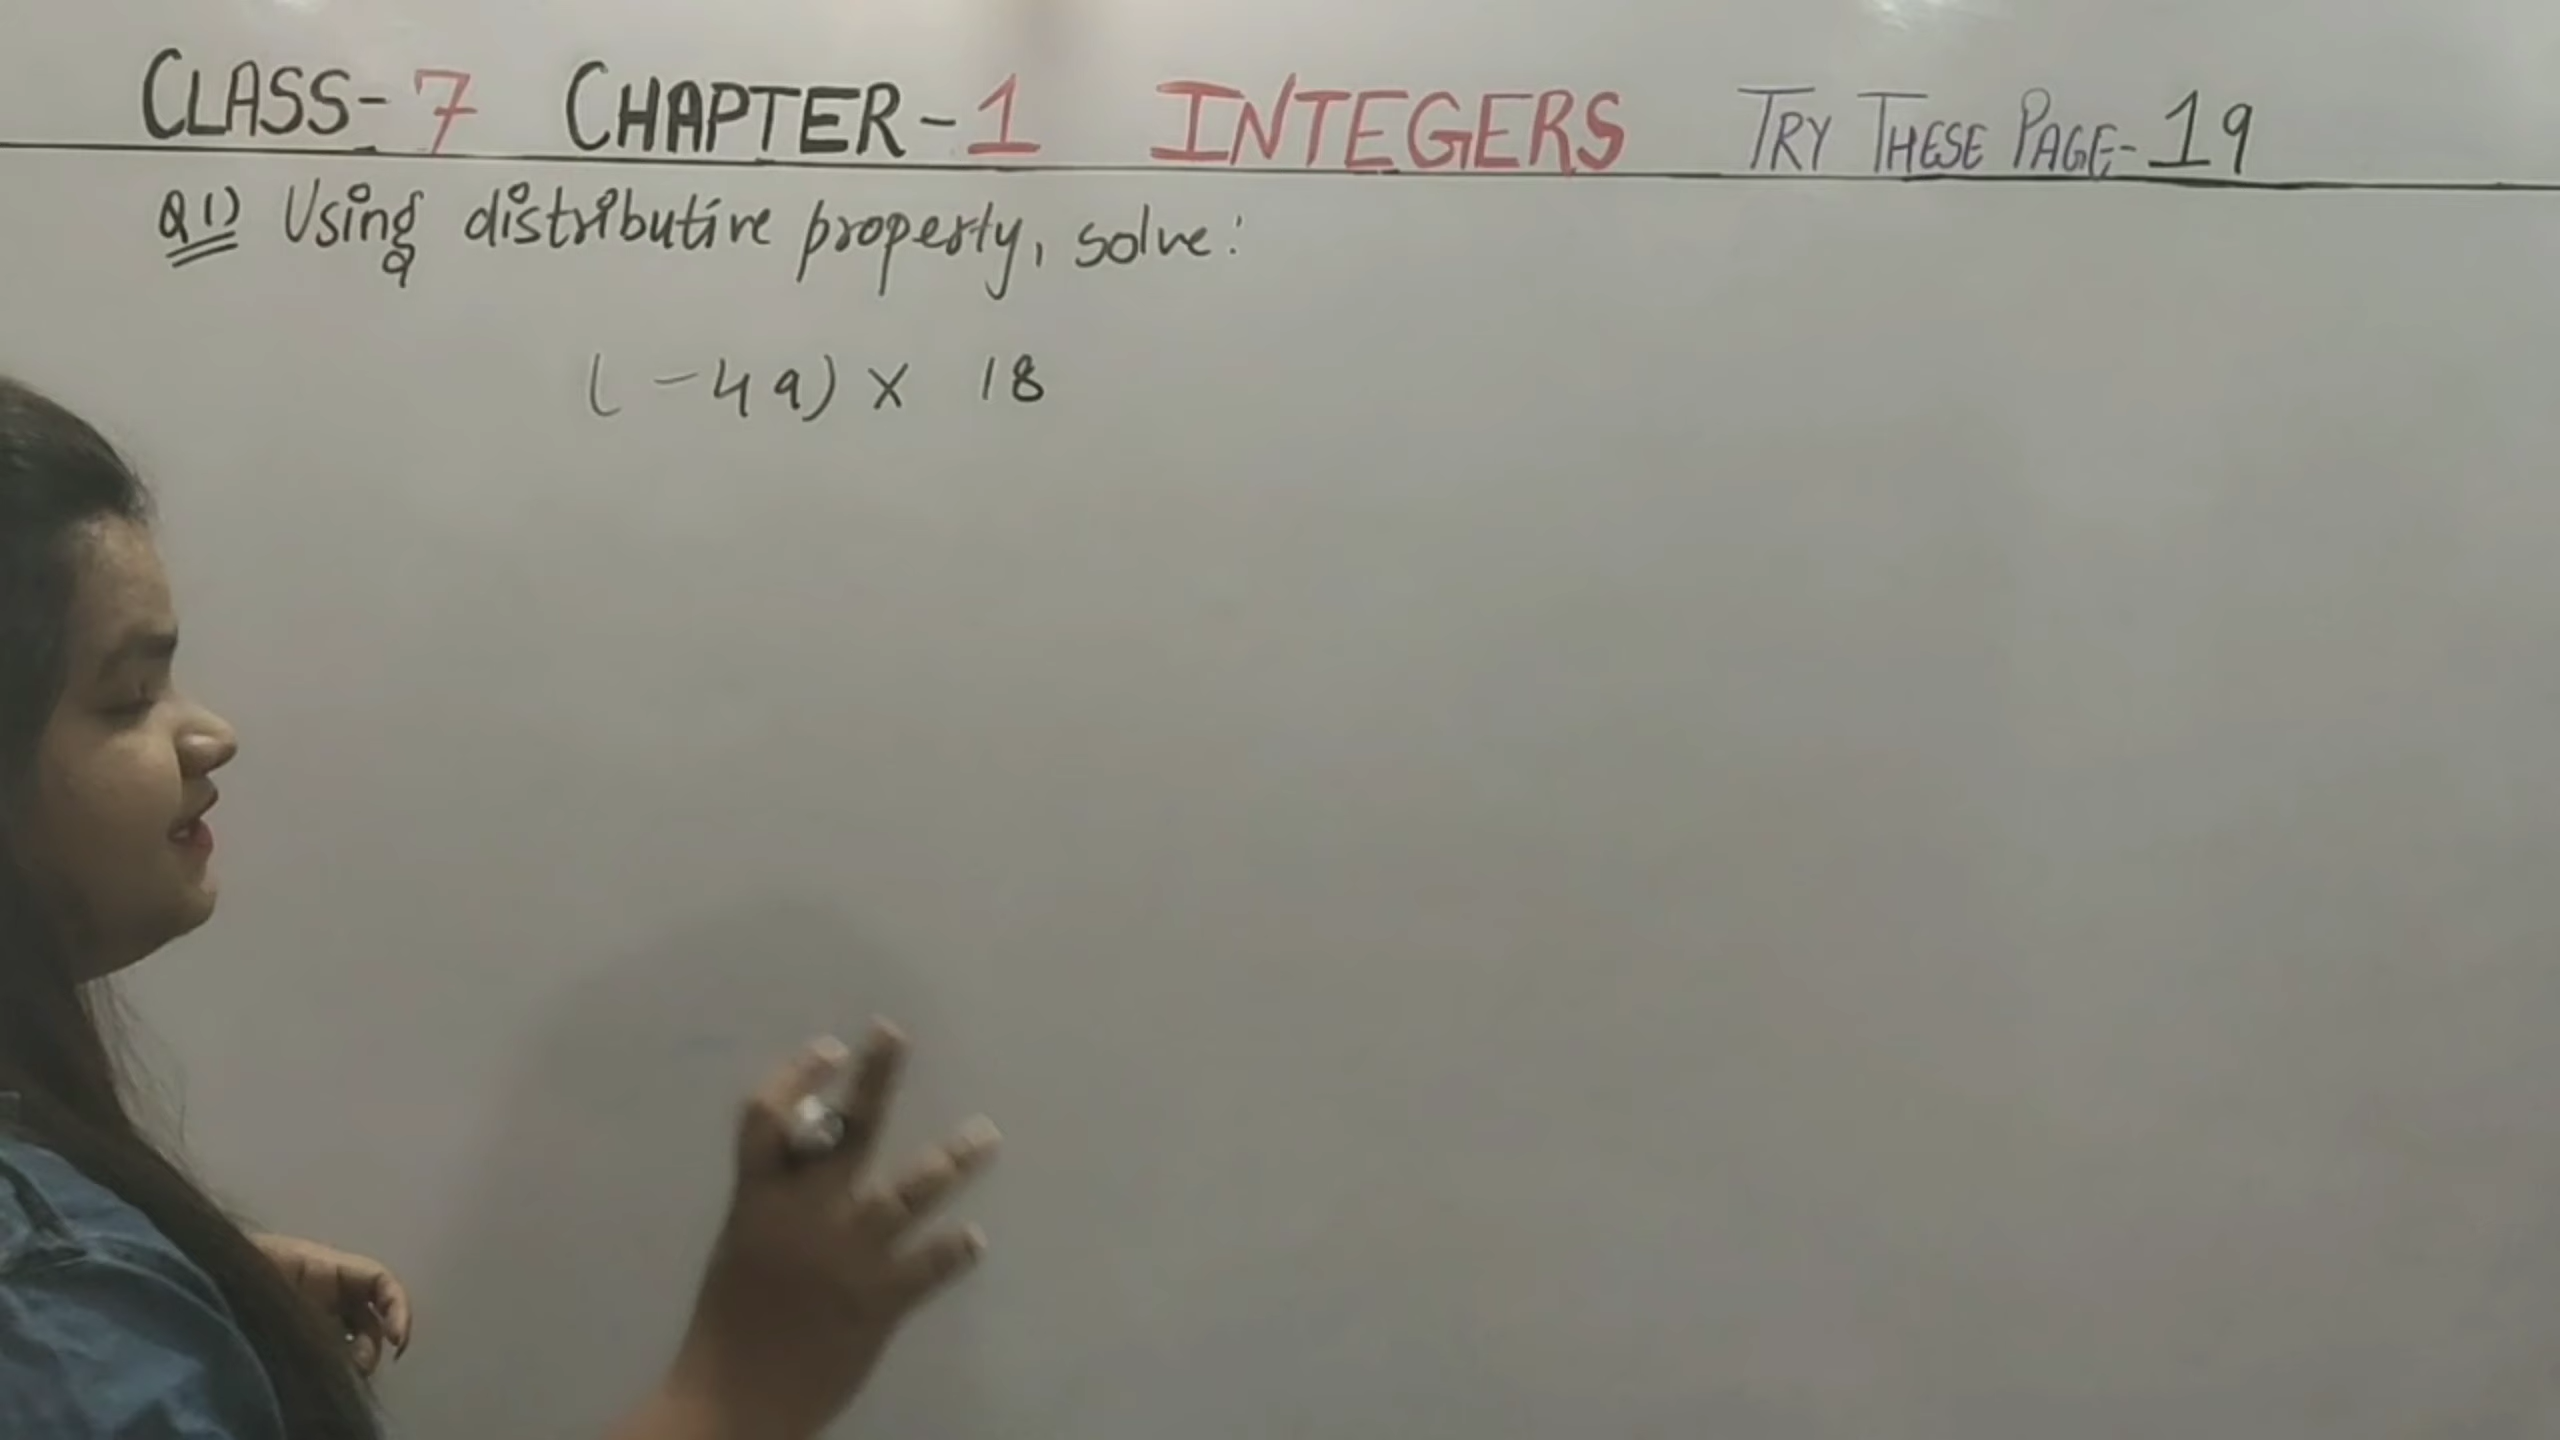 CLASS-7 CHAPTER-1 INTEGERS TRY THESE PAGE-19
Q1) Using distributive property, solve:
(-49) × 18